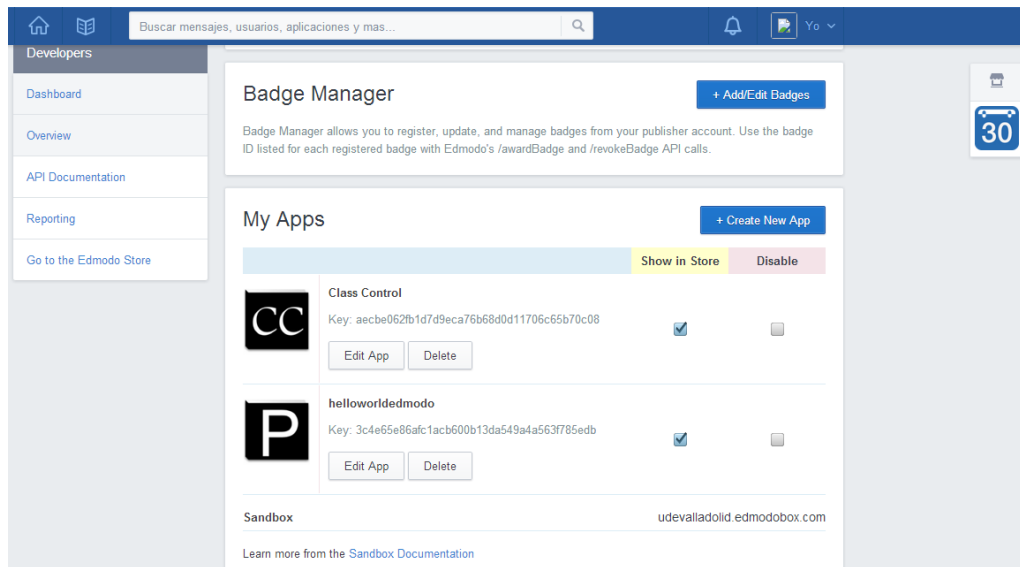 Buscar mensajes, usuarios, aplicaciones y mas...
Yo
Developers
Dashboard
Overview
API Documentation
Reporting
Go to the Edmodo Store
30
Badge Manager
+ Add/Edit Badges
Badge Manager allows you to register, update, and manage badges from your publisher account. Use the badge
ID listed for each registered badge with Edmodo's /awardBadge and /revokeBadge API calls.
My Apps
+ Create New App
Show in Store
Disable
CC
Class Control
Key: aecbe062fb1d7d9eca76b68d0d11706c65b70c08
Edit App
Delete
P
helloworldedmodo
Key: 3c4e65e86afc1acb600b13da549a4a563f785edb
Edit App
Delete
Sandbox
udevalladolid.edmodobox.com
Learn more from the Sandbox Documentation